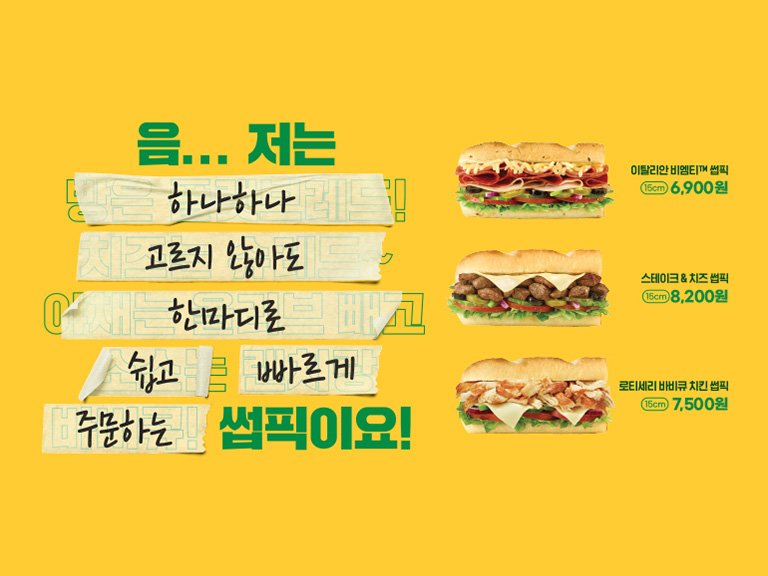 음... 저는
하나하나
고르지 않아도
한마디로
쉽고 빠르게
주문하는 썹픽이요!
이탈리안 비엠티™ 썹픽
15cm 6,900원
스테이크 & 치즈 썹픽
15cm 8,200원
로티세리 바비큐 치킨 썹픽
15cm 7,500원